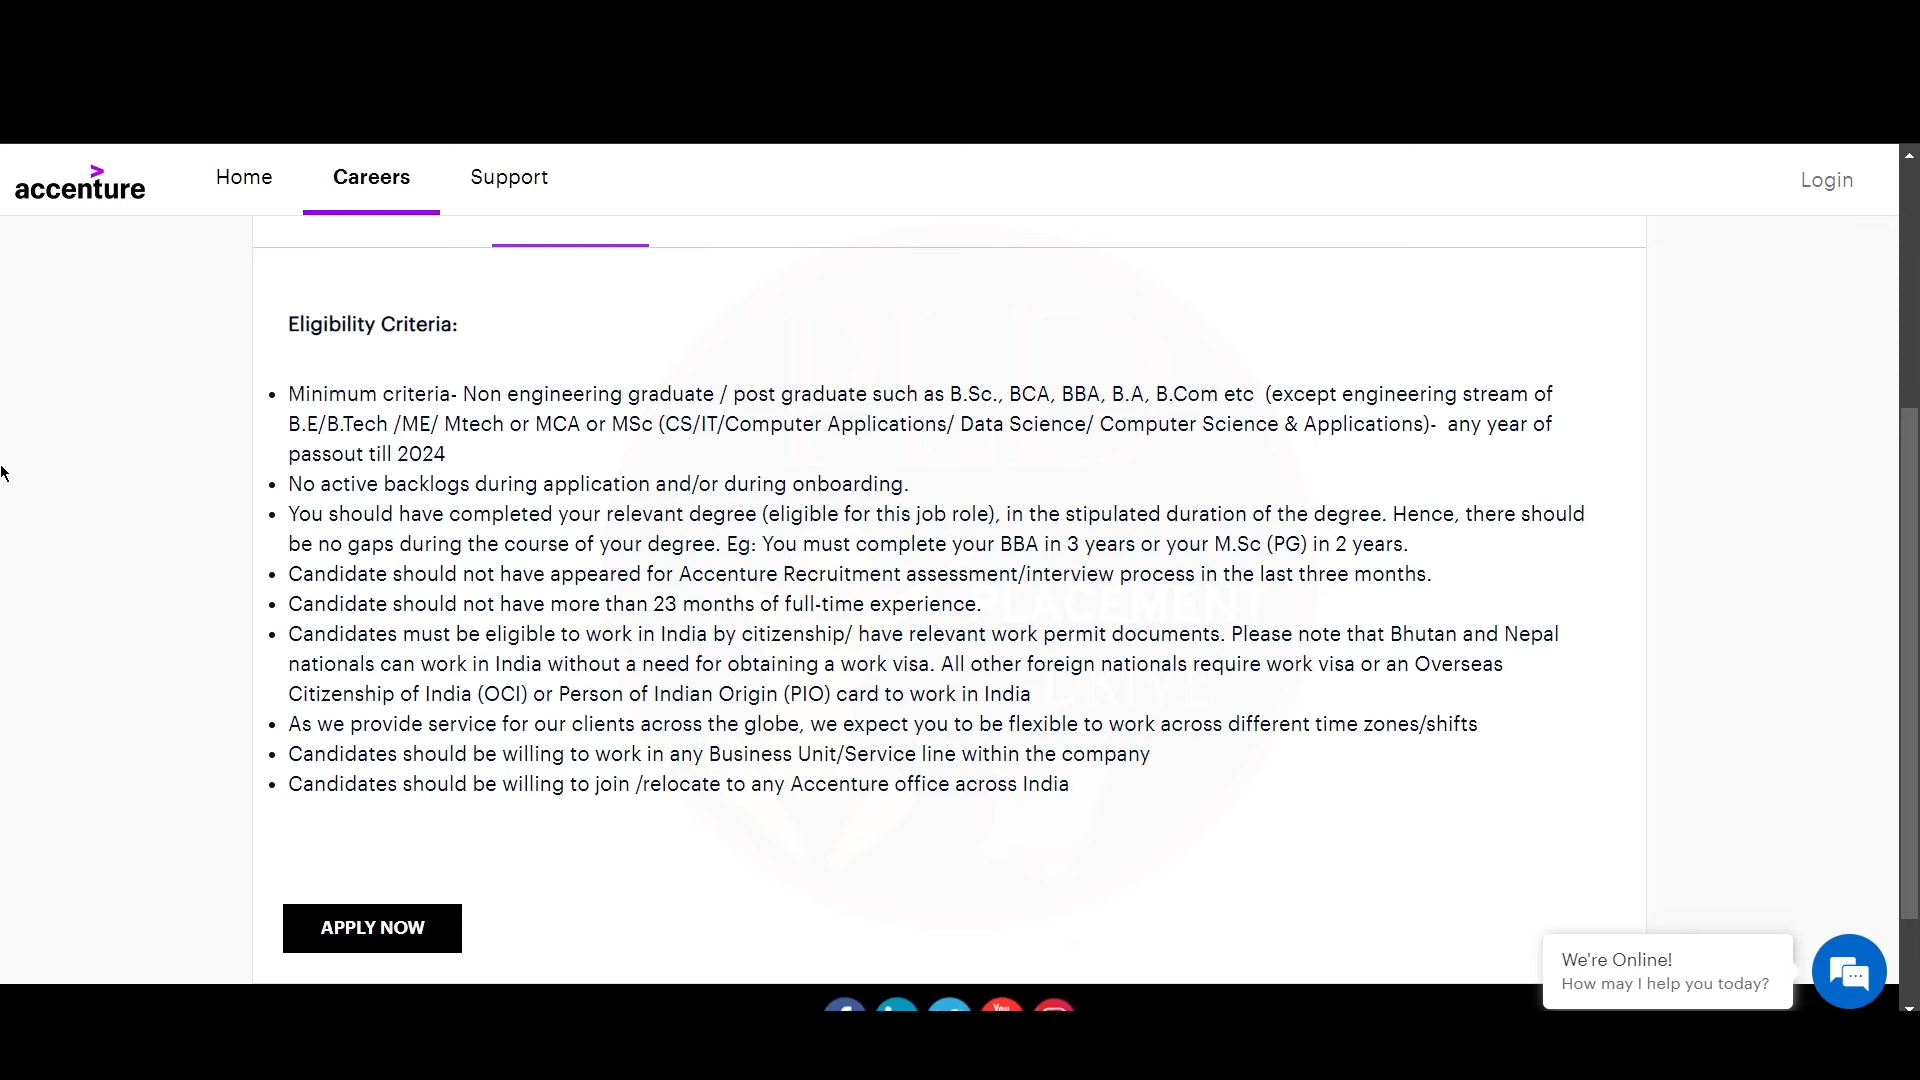 accenture
Home
Careers
Support
Login
Eligibility Criteria:
• Minimum criteria- Non engineering graduate / post graduate such as B.Sc., BCA, BBA, B.A, B.Com etc  (except engineering stream of
B.E/B.Tech /ME/ Mtech or MCA or MSc (CS/IT/Computer Applications/ Data Science/ Computer Science & Applications)-  any year of
passout till 2024
• No active backlogs during application and/or during onboarding.
• You should have completed your relevant degree (eligible for this job role), in the stipulated duration of the degree. Hence, there should
be no gaps during the course of your degree. Eg: You must complete your BBA in 3 years or your M.Sc (PG) in 2 years.
• Candidate should not have appeared for Accenture Recruitment assessment/interview process in the last three months.
• Candidate should not have more than 23 months of full-time experience.
• Candidates must be eligible to work in India by citizenship/ have relevant work permit documents. Please note that Bhutan and Nepal
nationals can work in India without a need for obtaining a work visa. All other foreign nationals require work visa or an Overseas
Citizenship of India (OCI) or Person of Indian Origin (PIO) card to work in India
• As we provide service for our clients across the globe, we expect you to be flexible to work across different time zones/shifts
• Candidates should be willing to work in any Business Unit/Service line within the company
• Candidates should be willing to join /relocate to any Accenture office across India
PLD
PLACEMENT
DRIVE
APPLY NOW
We're Online!
How may I help you today?
You